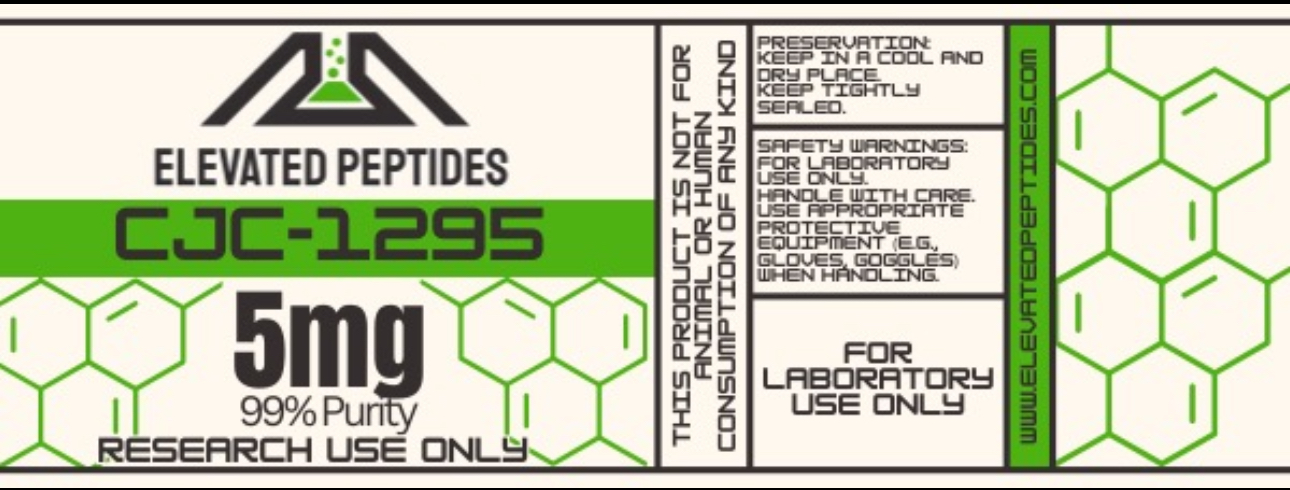 ELEVATED PEPTIDES
CJC-1295
5mg
99% Purity
RESEARCH USE ONLY
THIS PRODUCT IS NOT FOR
ANIMAL OR HUMAN
CONSUMPTION OF ANY KIND
PRESERVATION:
KEEP IN A COOL AND
DRY PLACE.
KEEP TIGHTLY
SEALED.
SAFETY WARNINGS:
FOR LABORATORY
USE ONLY.
HANDLE WITH CARE.
USE APPROPRIATE
PROTECTIVE
EQUIPMENT (E.G.,
GLOVES, GOGGLES)
WHEN HANDLING.
FOR
LABORATORY
USE ONLY
WWW.ELEVATEDPEPTIDES.COM